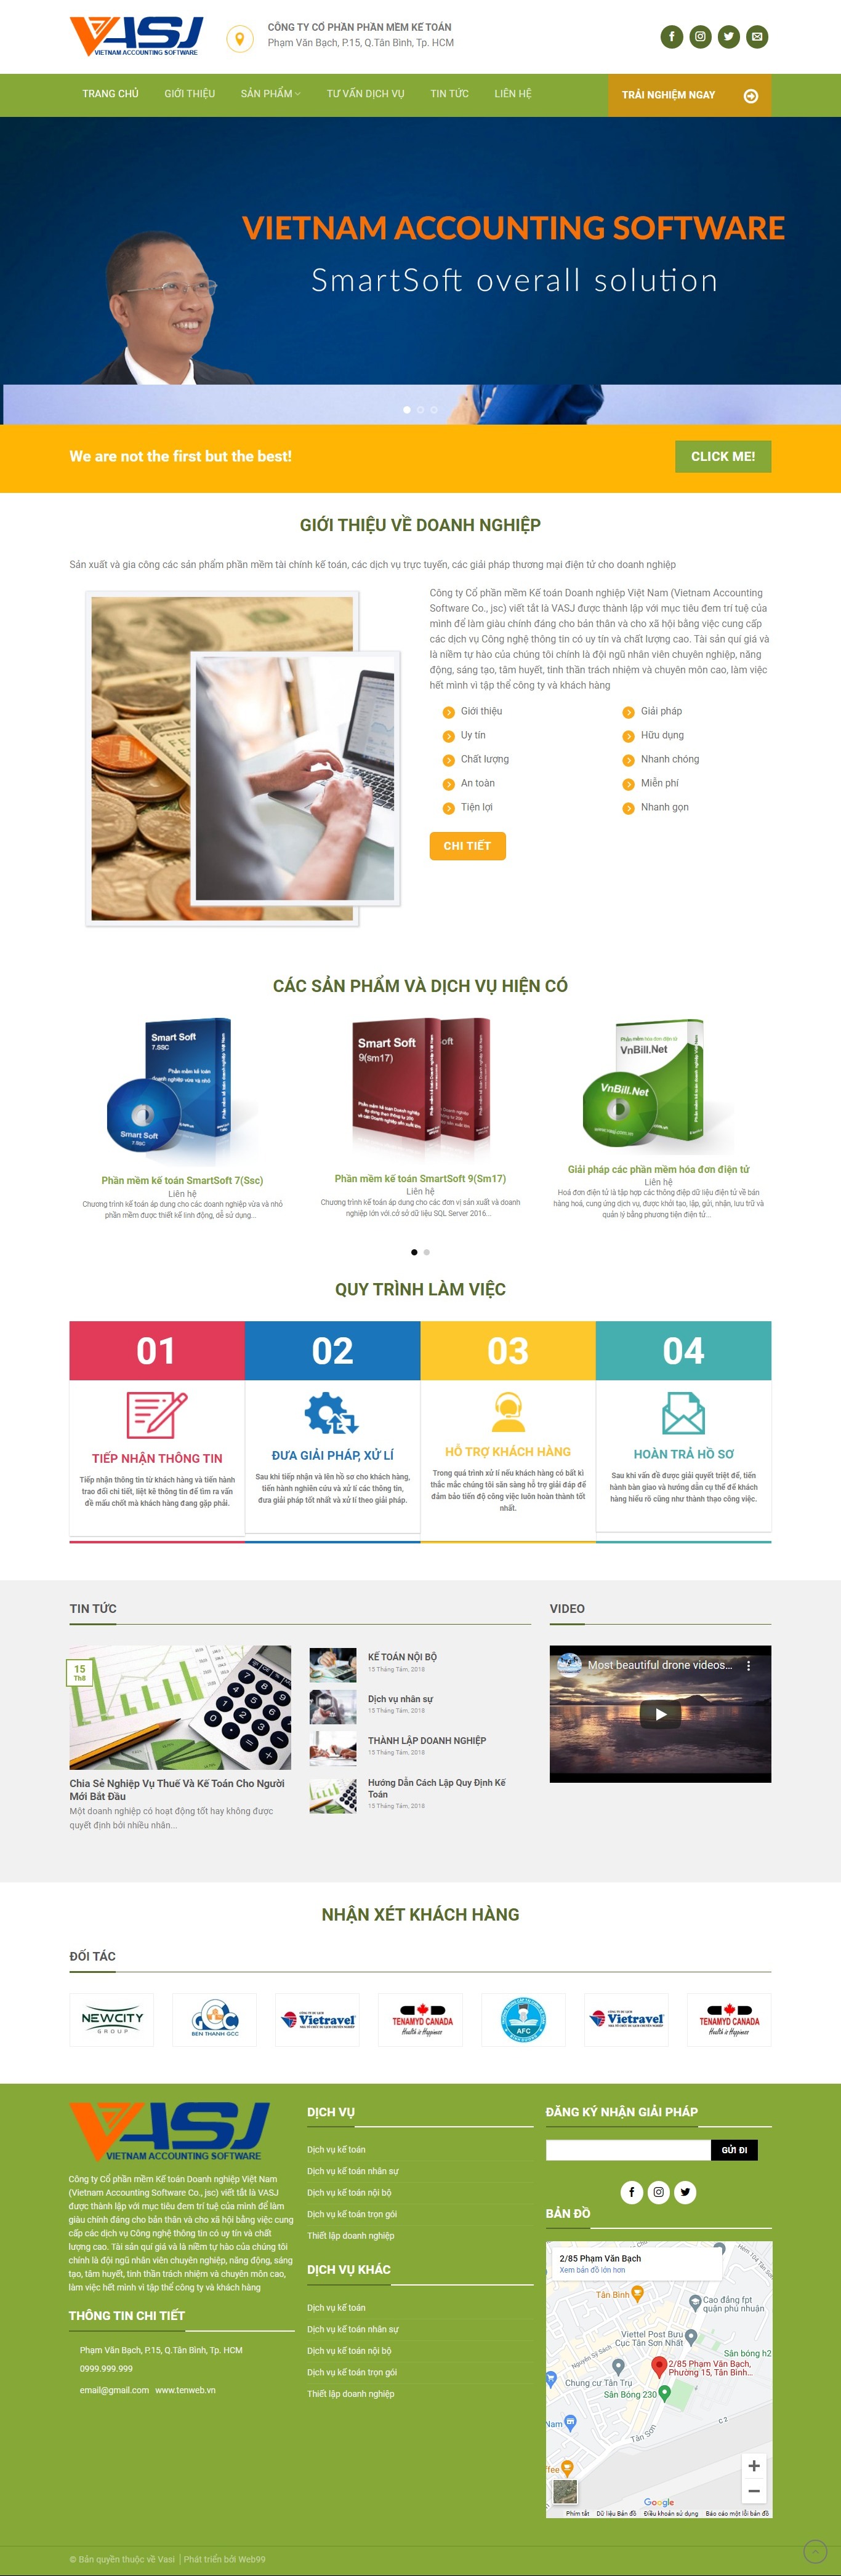 VASJ
VIETNAM ACCOUNTING SOFTWARE
CÔNG TY CỔ PHẦN PHẦN MỀM KẾ TOÁN
Phạm Văn Bạch, P.15, Q.Tân Bình, Tp. HCM
TRANG CHỦ GIỚI THIỆU SẢN PHẨM TƯ VẤN DỊCH VỤ TIN TỨC LIÊN HỆ TRẢI NGHIỆM NGAY
VIETNAM ACCOUNTING SOFTWARE
SmartSoft overall solution
We are not the first but the best!
CLICK ME!
GIỚI THIỆU VỀ DOANH NGHIỆP
Sản xuất và gia công các sản phẩm phần mềm tài chính kế toán, các dịch vụ trực tuyến, các giải pháp thương mại điện tử cho doanh nghiệp
Công ty Cổ phần mềm Kế toán Doanh nghiệp Việt Nam (Vietnam Accounting
Software Co., jsc) viết tắt là VASJ được thành lập với mục tiêu đem trí tuệ của
mình để làm giàu chính đáng cho bản thân và cho xã hội bằng việc cung cấp
các dịch vụ Công nghệ thông tin có uy tín và chất lượng cao. Tài sản quí giá và
là niềm tự hào của chúng tôi chính là đội ngũ nhân viên chuyên nghiệp, năng
động, sáng tạo, tâm huyết, tinh thần trách nhiệm và chuyên môn cao, làm việc
hết mình vì tập thể công ty và khách hàng
Giới thiệu
Uy tín
Chất lượng
An toàn
Tiện lợi
Giải pháp
Hữu dụng
Nhanh chóng
Miễn phí
Nhanh gọn
CHI TIẾT
CÁC SẢN PHẨM VÀ DỊCH VỤ HIỆN CÓ
Smart Soft
7.SSC
Phần mềm kế toán SmartSoft 7(Ssc)
Liên hệ
Chương trình kế toán áp dụng cho các doanh nghiệp vừa và nhỏ
phần mềm được thiết kế linh động, dễ sử dụng...
Smart Soft
9(sm17)
Phần mềm kế toán SmartSoft 9(Sm17)
Liên hệ
Chương trình kế toán áp dụng cho các đơn vị sản xuất và doanh
nghiệp lớn với.cở sở dữ liệu SQL Server 2016...
Phần mềm hóa đơn điện tử
VnBill.Net
VnBill.Net
Giải pháp các phần mềm hóa đơn điện tử
Liên hệ
Hoá đơn điện tử là tập hợp các thông điệp dữ liệu điện tử về bán
hàng hoá, cung ứng dịch vụ, được khởi tạo, lập, gửi, nhận, lưu trữ và
quản lý bằng phương tiện điện tử...
QUY TRÌNH LÀM VIỆC
01
TIẾP NHẬN THÔNG TIN
Tiếp nhận thông tin từ khách hàng và tiến hành
trao đổi chi tiết, liệt kê thông tin để tìm ra vấn
đề mấu chốt mà khách hàng đang gặp phải.
02
ĐƯA GIẢI PHÁP, XỬ LÍ
Sau khi tiếp nhận và lên hồ sơ cho khách hàng,
tiến hành nghiên cứu và xử lí các thông tin,
đưa giải pháp tốt nhất và xử lí theo giải pháp.
03
HỖ TRỢ KHÁCH HÀNG
Trong quá trình xử lí nếu khách hàng có bất kì
thắc mắc chúng tôi sẵn sàng hỗ trợ giải đáp để
đảm bảo tiến độ công việc luôn hoàn thành tốt
nhất.
04
HOÀN TRẢ HỒ SƠ
Sau khi vấn đề được giải quyết triệt để, tiến
hành bàn giao và hướng dẫn cụ thể để khách
hàng hiểu rõ cũng như thành thạo công việc.
TIN TỨC
15
Th8
Chia Sẻ Nghiệp Vụ Thuế Và Kế Toán Cho Người
Mới Bắt Đầu
Một doanh nghiệp có hoạt động tốt hay không được
quyết định bởi nhiều nhân...
KẾ TOÁN NỘI BỘ
15 Tháng Tám, 2018
Dịch vụ nhân sự
15 Tháng Tám, 2018
THÀNH LẬP DOANH NGHIỆP
15 Tháng Tám, 2018
Hướng Dẫn Cách Lập Quy Định Kế
Toán
15 Tháng Tám, 2018
VIDEO
Most beautiful drone videos...
NHẬN XÉT KHÁCH HÀNG
ĐỐI TÁC
NEWCITY
GROUP
BEN THANH GCC
Vietravel
TENAMYD CANADA
Health is Happiness
AFC
Vietravel
TENAMYD CANADA
Health is Happiness
VASJ
VIETNAM ACCOUNTING SOFTWARE
Công ty Cổ phần mềm Kế toán Doanh nghiệp Việt Nam
(Vietnam Accounting Software Co., jsc) viết tắt là VASJ
được thành lập với mục tiêu đem trí tuệ của mình để làm
giàu chính đáng cho bản thân và cho xã hội bằng việc cung
cấp các dịch vụ Công nghệ thông tin có uy tín và chất
lượng cao. Tài sản quí giá và là niềm tự hào của chúng tôi
chính là đội ngũ nhân viên chuyên nghiệp, năng động, sáng
tạo, tâm huyết, tinh thần trách nhiệm và chuyên môn cao,
làm việc hết mình vì tập thể công ty và khách hàng
THÔNG TIN CHI TIẾT
Phạm Văn Bạch, P.15, Q.Tân Bình, Tp. HCM
0999.999.999
email@gmail.com www.tenweb.vn
DỊCH VỤ
Dịch vụ kế toán
Dịch vụ kế toán nhân sự
Dịch vụ kế toán nội bộ
Dịch vụ kế toán trọn gói
Thiết lập doanh nghiệp
DỊCH VỤ KHÁC
Dịch vụ kế toán
Dịch vụ kế toán nhân sự
Dịch vụ kế toán nội bộ
Dịch vụ kế toán trọn gói
Thiết lập doanh nghiệp
ĐĂNG KÝ NHẬN GIẢI PHÁP
GỬI ĐI
BẢN ĐỒ
2/85 Phạm Văn Bạch
Xem bản đồ lớn hơn
Tân Bình
Cao đẳng fpt
quận phú nhuận
Viettel Post Bưu
Cục Tân Sơn Nhất
Sân bóng h2
Nguyễn Sỹ Sách
2/85 Phạm Văn Bạch,
Phường 15, Tân Bình...
Chung cư Tân Trụ
Sân Bóng 230
Nam
C 2
Tân Sơn
ffee
Google
Phím tắt Dữ liệu Bản đồ Điều khoản sử dụng Báo cáo một lỗi bản đồ
© Bản quyền thuộc về Vasi | Phát triển bởi Web99